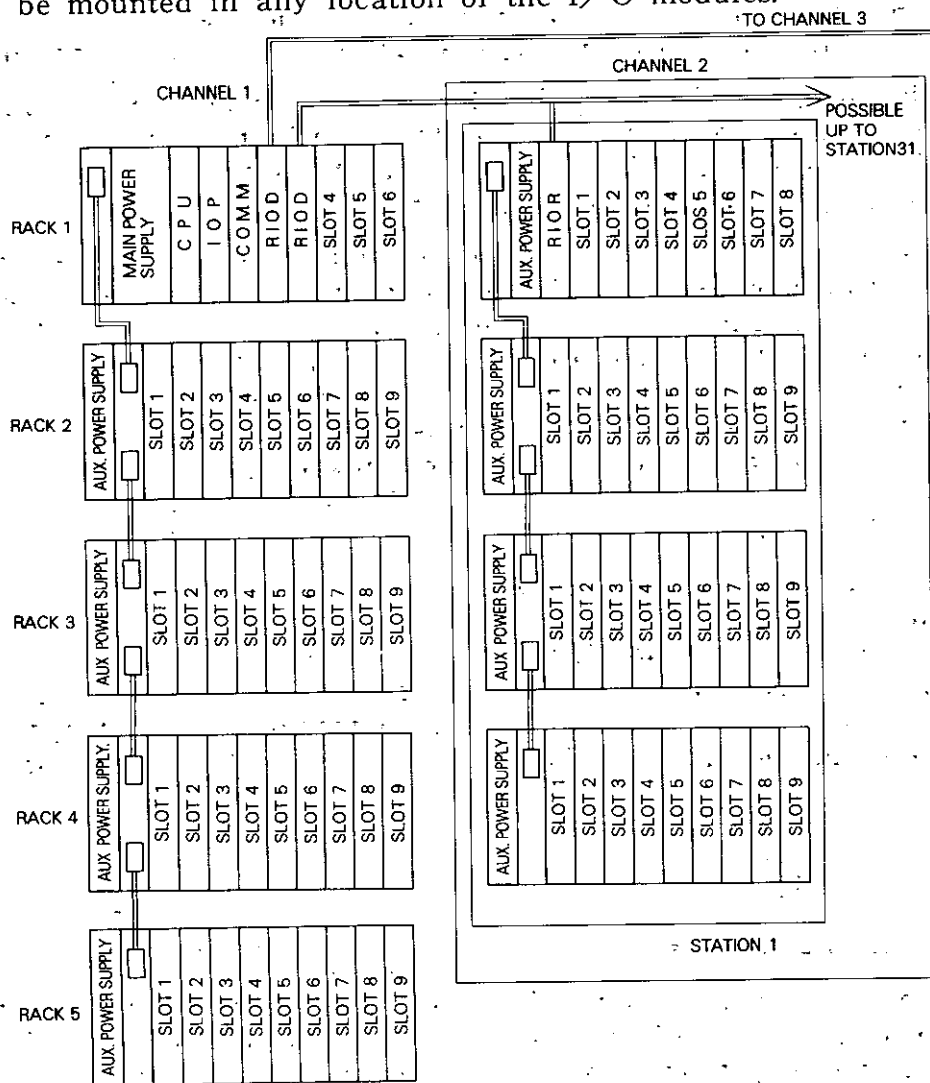 be mounted in any location of the I/O modules.
TO CHANNEL 3
CHANNEL 1
CHANNEL 2
POSSIBLE
UP TO
STATION31
RACK 1
MAIN POWER
SUPPLY
CPU
IOP
COMM
RIOD
RIOD
SLOT 4
SLOT 5
SLOT 6
AUX. POWER SUPPLY
RIOR
SLOT 1
SLOT 2
SLOT 3
SLOT 4
SLOS 5
SLOT 6
SLOT 7
SLOT 8
RACK 2
AUX. POWER SUPPLY
SLOT 1
SLOT 2
SLOT 3
SLOT 4
SLOT 5
SLOT 6
SLOT 7
SLOT 8
SLOT 9
AUX. POWER SUPPLY
SLOT 1
SLOT 2
SLOT 3
SLOT 4
SLOT 5
SLOT 6
SLOT 7
SLOT 8
SLOT 9
RACK 3
AUX POWER SUPPLY
SLOT 1
SLOT 2
SLOT 3
SLOT 4
SLOT 5
SLOT 6
SLOT 7
SLOT 8
SLOT 9
AUX POWER SUPPLY
SLOT 1
SLOT 2
SLOT 3
SLOT 4
SLOT 5
SLOT 6
SLOT 7
SLOT 8
SLOT 9
RACK 4
AUX POWER SUPPLY
SLOT 1
SLOT 2
SLOT 3
SLOT 4
SLOT 5
SLOT 6
SLOT 7
SLOT 8
SLOT 9
AUX. POWER SUPPLY
SLOT 1
SLOT 2
SLOT 3
SLOT 4
SLOT 5
SLOT 6
SLOT 7
SLOT 8
SLOT 9
STATION 1
RACK 5
AUX. POWER SUPPLY
SLOT 1
SLOT 2
SLOT 3
SLOT 4
SLOT 5
SLOT 6
SLOT 7
SLOT 8
SLOT 9